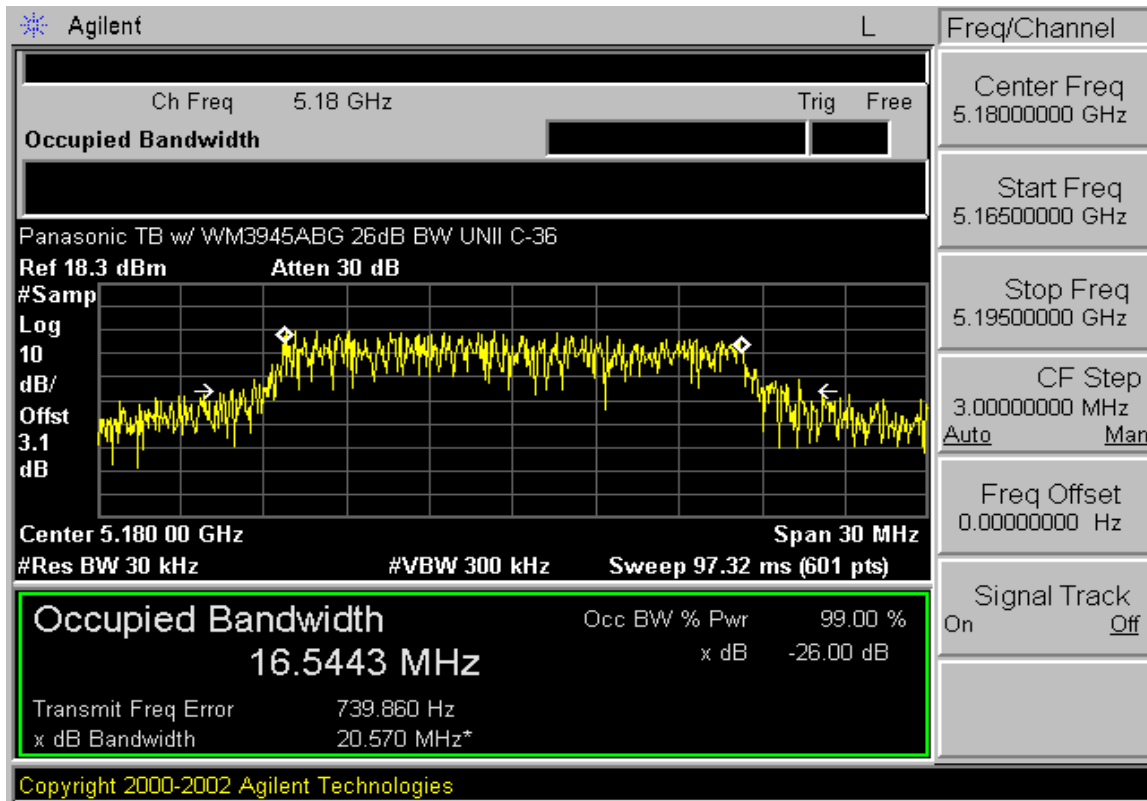 Agilent L
Freq/Channel
Ch Freq 5.18 GHz Trig Free
Occupied Bandwidth
Center Freq
5.18000000 GHz
Start Freq
5.16500000 GHz
Stop Freq
5.19500000 GHz
CF Step
3.00000000 MHz
Auto Man
Freq Offset
0.00000000 Hz
Signal Track
On Off
Panasonic TB w/ WM3945ABG 26dB BW UNII C-36
Ref 18.3 dBm Atten 30 dB
#Samp
Log
10
dB/
Offst
3.1
dB
Center 5.180 00 GHz Span 30 MHz
#Res BW 30 kHz #VBW 300 kHz Sweep 97.32 ms (601 pts)
Occupied Bandwidth Occ BW % Pwr 99.00 %
16.5443 MHz x dB -26.00 dB
Transmit Freq Error 739.860 Hz
x dB Bandwidth 20.570 MHz*
Copyright 2000-2002 Agilent Technologies